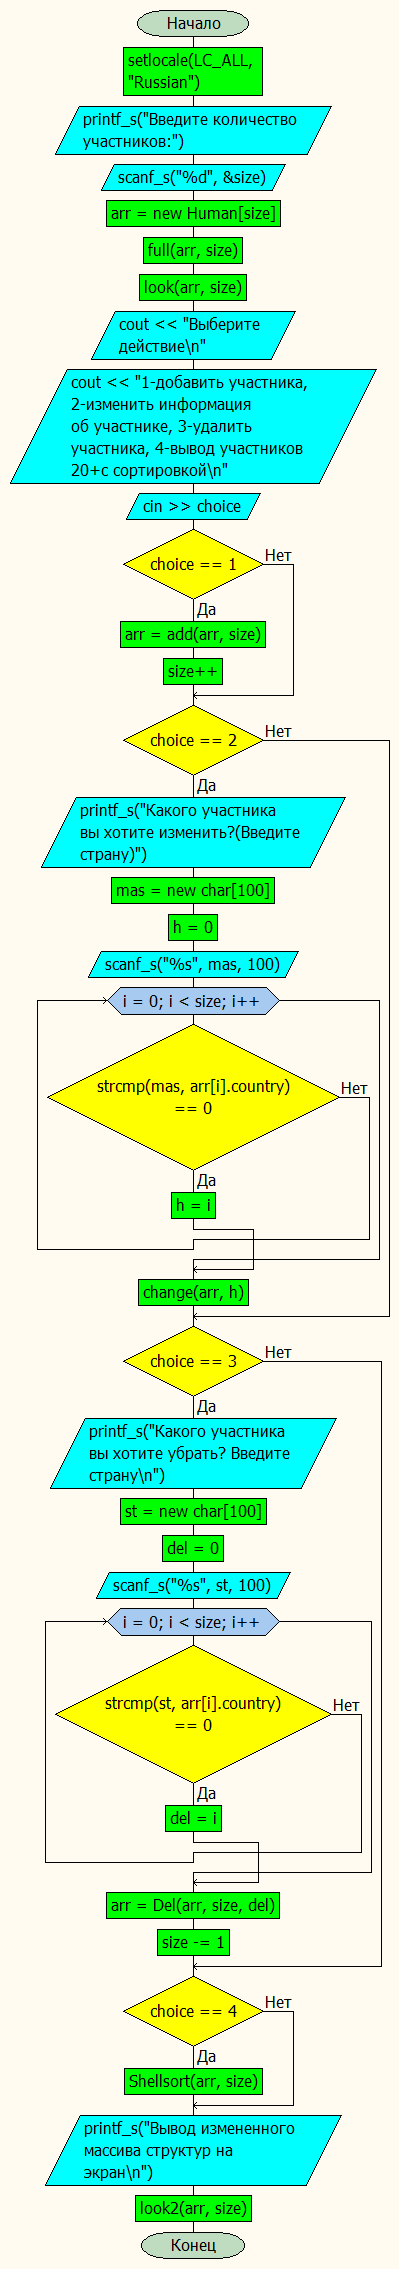 Начало
setlocale(LC_ALL,
"Russian")
printf_s("Введите количество
участников:")
scanf_s("%d", &size)
arr = new Human[size]
full(arr, size)
look(arr, size)
cout << "Выберите
действие\n"
cout << "1-добавить участника,
2-изменить информация
об участнике, 3-удалить
участника, 4-вывод участников
20+с сортировкой\n"
cin >> choice
choice == 1
Нет
Да
arr = add(arr, size)
size++
choice == 2
Нет
Да
printf_s("Какого участника
вы хотите изменить?(Введите
страну)")
mas = new char[100]
h = 0
scanf_s("%s", mas, 100)
i = 0; i < size; i++
strcmp(mas, arr[i].country)
== 0
Нет
Да
h = i
change(arr, h)
choice == 3
Нет
Да
printf_s("Какого участника
вы хотите убрать? Введите
страну\n")
st = new char[100]
del = 0
scanf_s("%s", st, 100)
i = 0; i < size; i++
strcmp(st, arr[i].country)
== 0
Нет
Да
del = i
arr = Del(arr, size, del)
size -= 1
choice == 4
Нет
Да
Shellsort(arr, size)
printf_s("Вывод измененного
массива структур на
экран\n")
look2(arr, size)
Конец